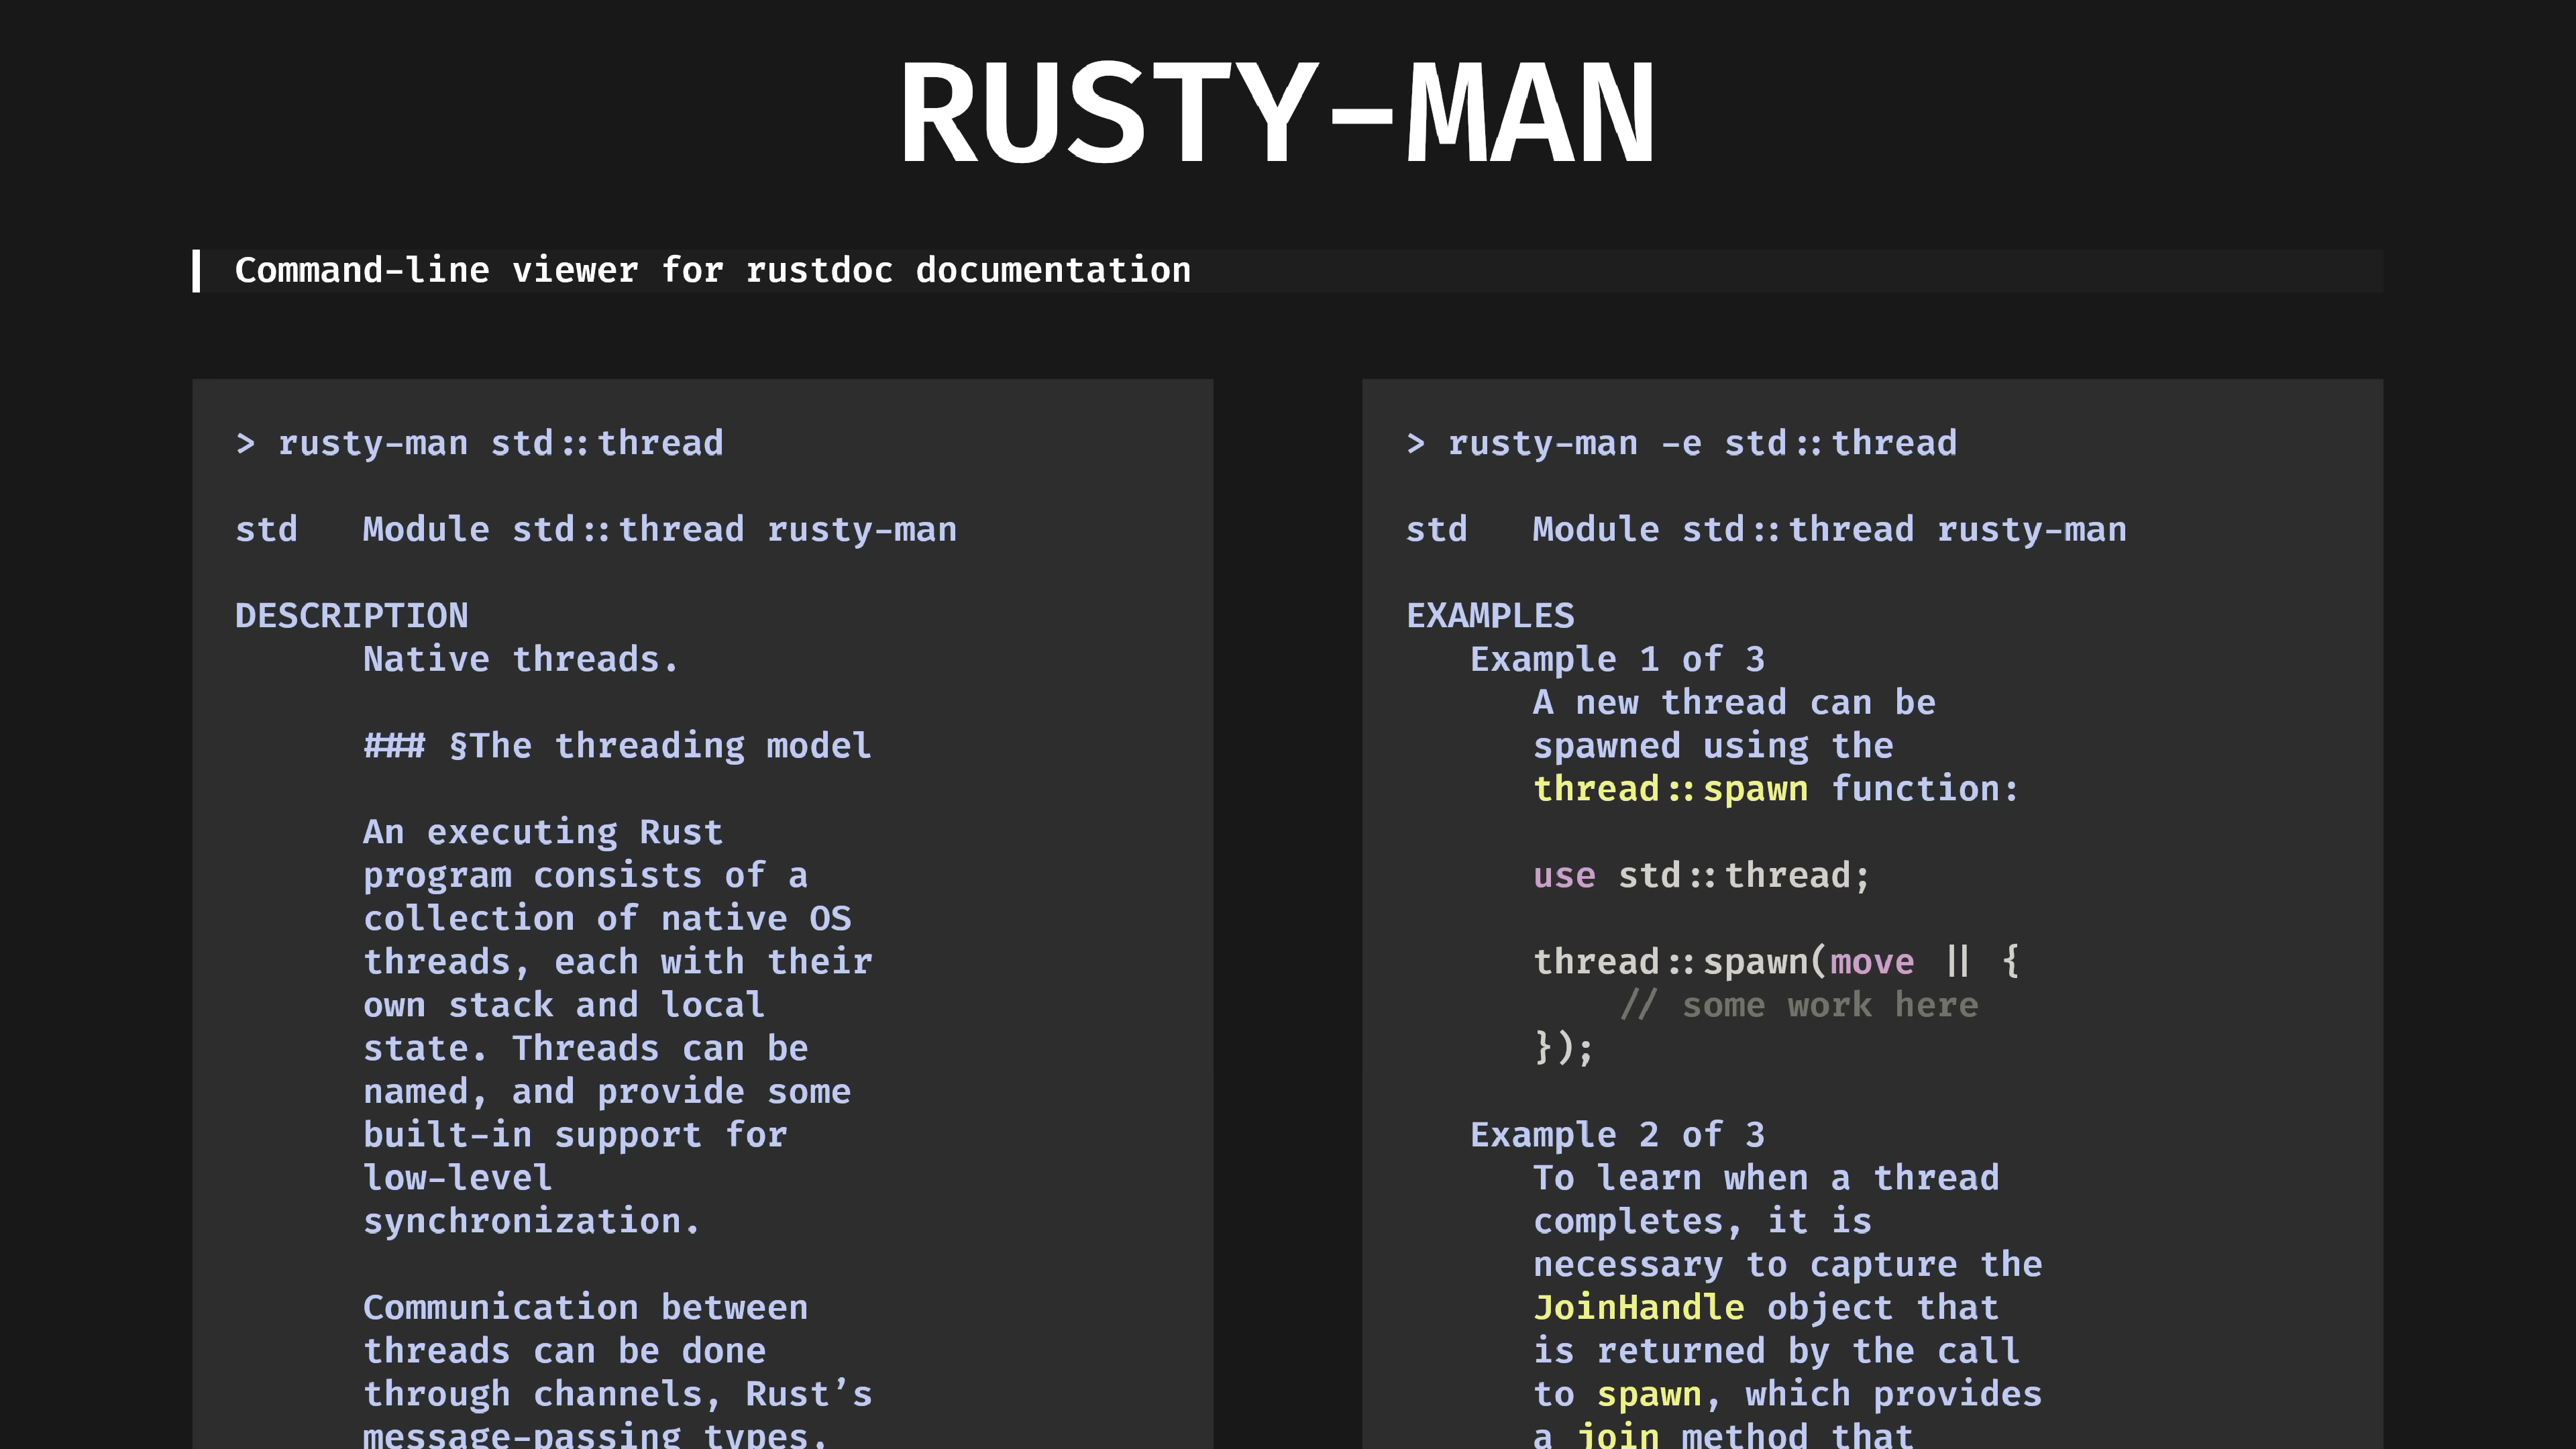 RUSTY-MAN
Command-line viewer for rustdoc documentation
> rusty-man std::thread
std   Module std::thread rusty-man
DESCRIPTION
Native threads.
### §The threading model
An executing Rust
program consists of a
collection of native OS
threads, each with their
own stack and local
state. Threads can be
named, and provide some
built-in support for
low-level
synchronization.
Communication between
threads can be done
through channels, Rust’s
message-passing types,
> rusty-man -e std::thread
std   Module std::thread rusty-man
EXAMPLES
Example 1 of 3
A new thread can be
spawned using the
thread::spawn function:
use std::thread;
thread::spawn(move || {
// some work here
});
Example 2 of 3
To learn when a thread
completes, it is
necessary to capture the
JoinHandle object that
is returned by the call
to spawn, which provides
a join method that